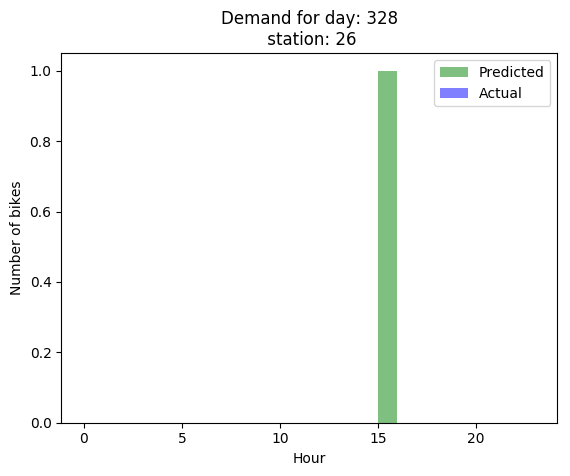 Demand for day: 328
station: 26
Predicted
Actual
1.0
0.8
0.6
0.4
0.2
0.0
Number of bikes
0
5
10
15
20
Hour